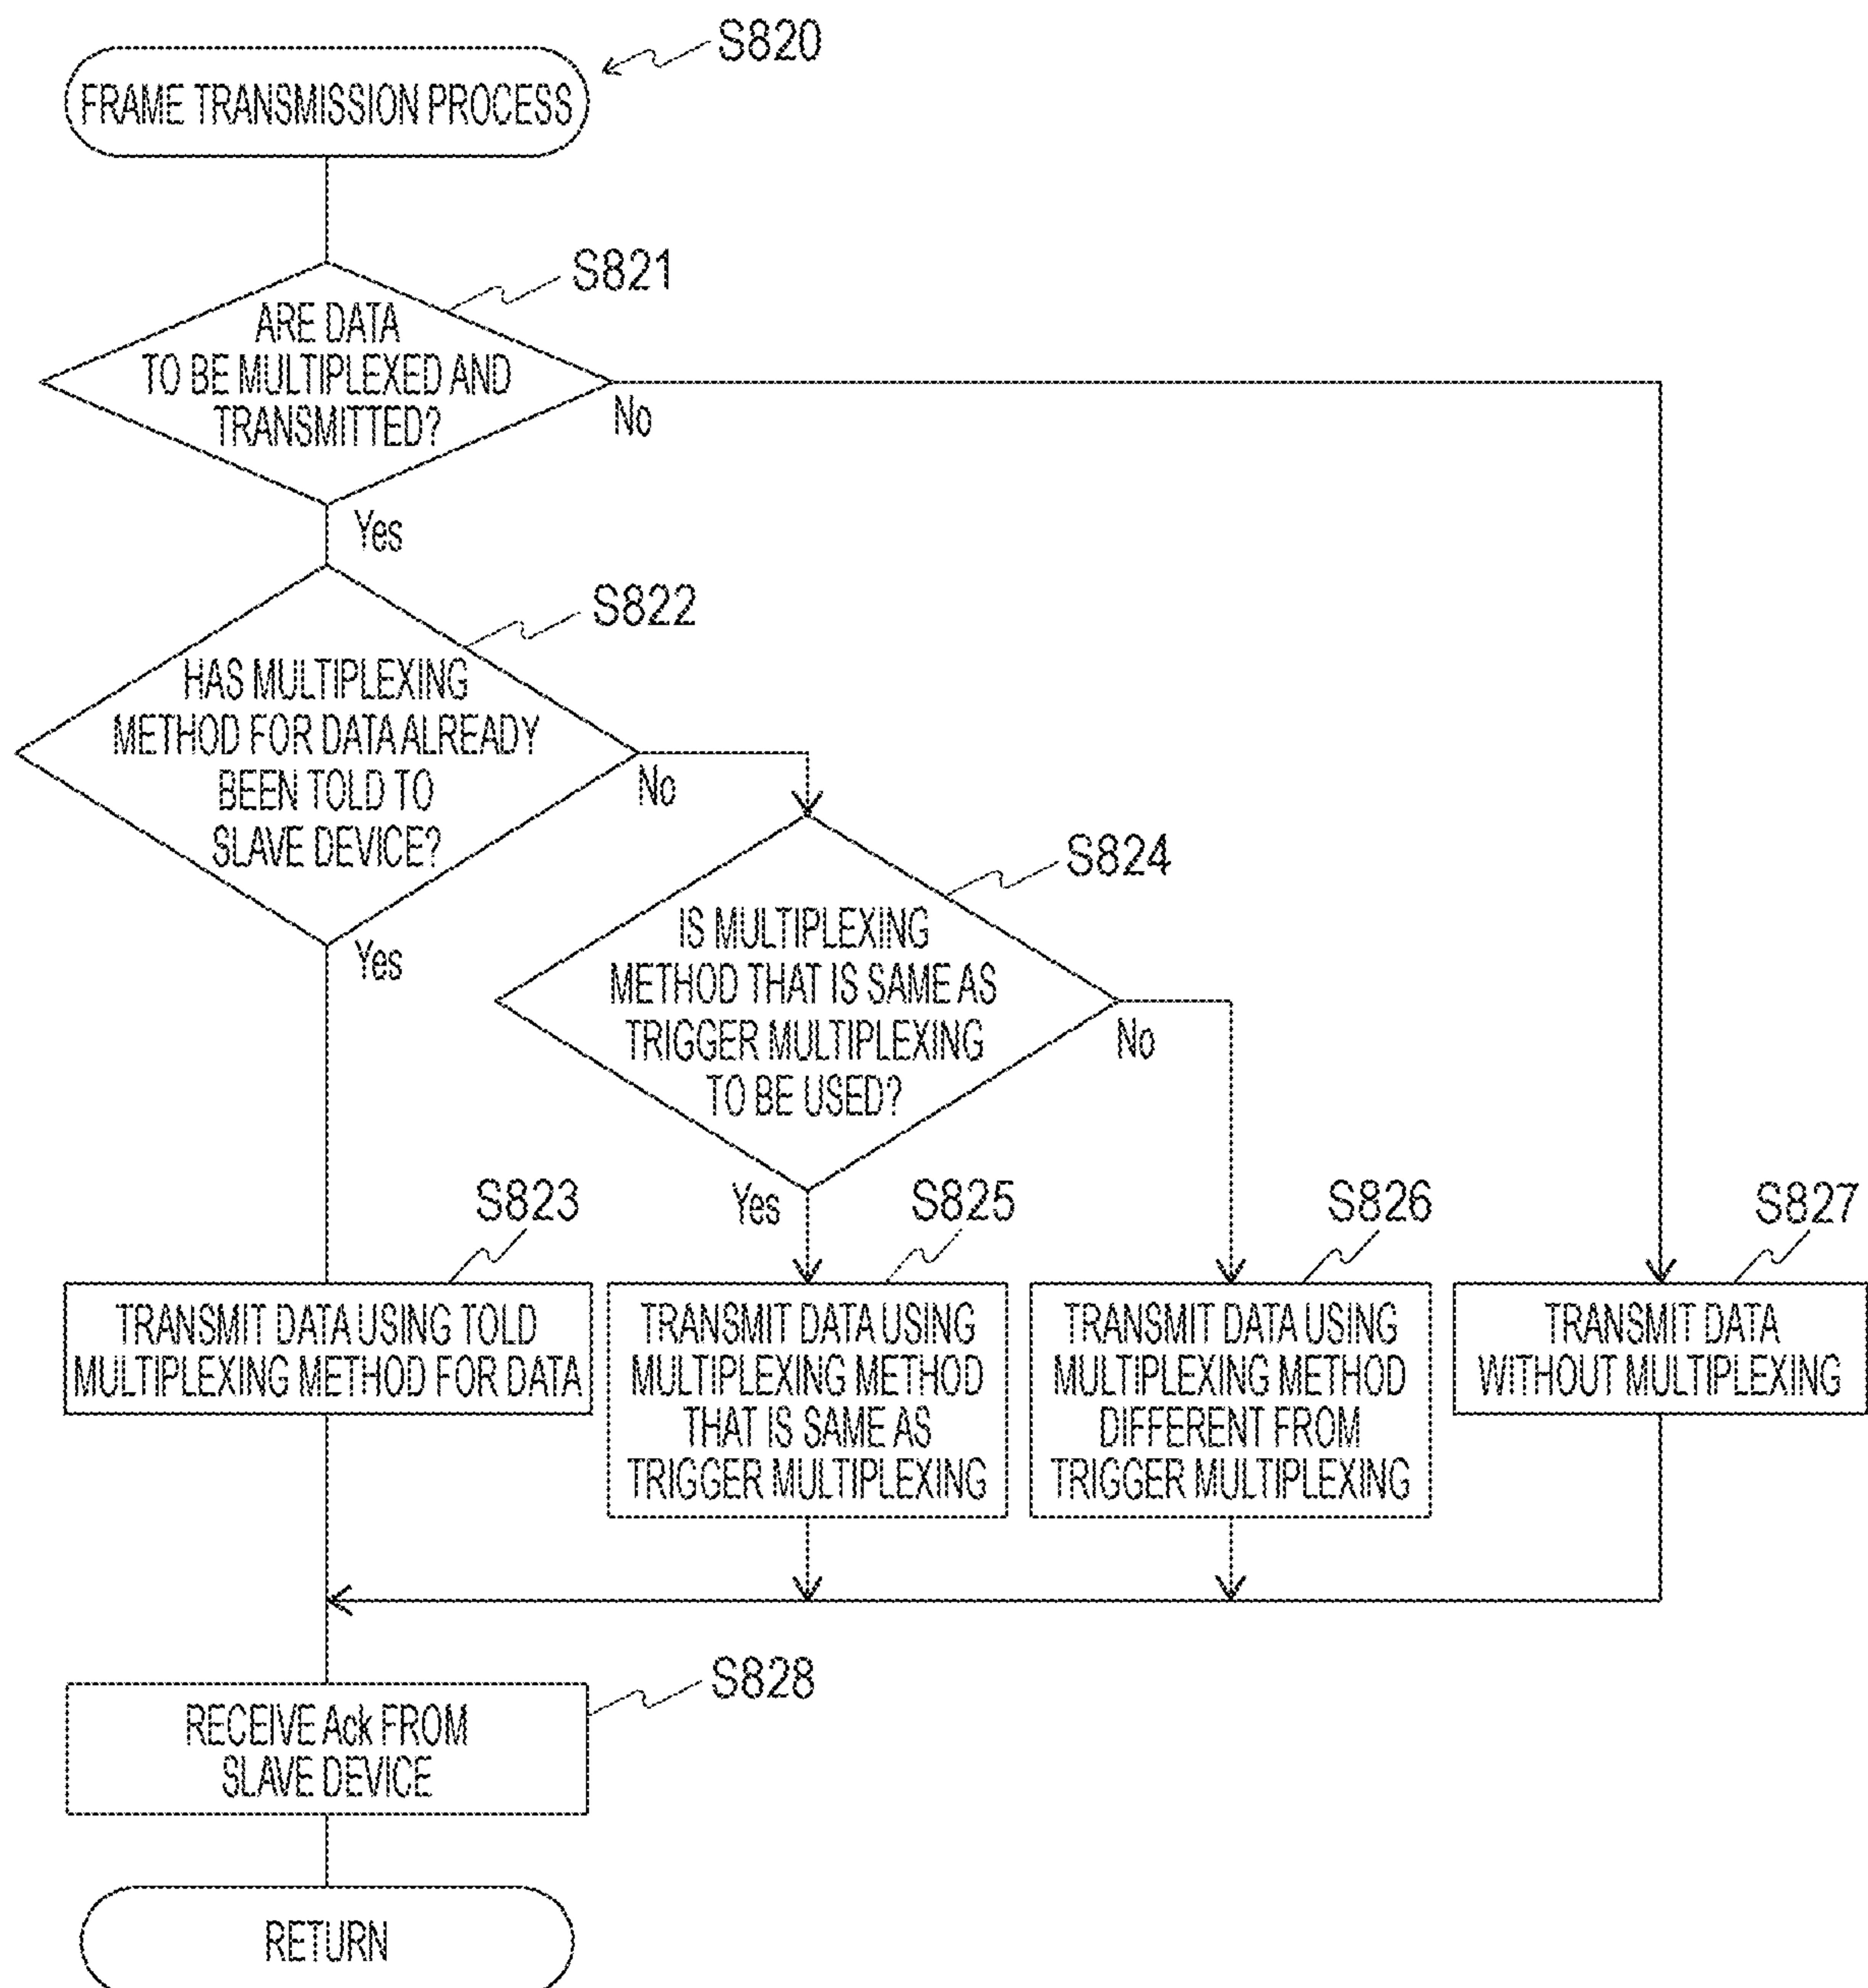 S820
FRAME TRANSMISSION PROCESS
S821
ARE DATA
TO BE MULTIPLEXED AND
TRANSMITTED?
No
Yes
S822
HAS MULTIPLEXING
METHOD FOR DATA ALREADY
BEEN TOLD TO
SLAVE DEVICE?
No
Yes
S824
IS MULTIPLEXING
METHOD THAT IS SAME AS
TRIGGER MULTIPLEXING
TO BE USED?
No
Yes
S823
TRANSMIT DATA USING TOLD
MULTIPLEXING METHOD FOR DATA
S825
TRANSMIT DATA USING
MULTIPLEXING METHOD
THAT IS SAME AS
TRIGGER MULTIPLEXING
S826
TRANSMIT DATA USING
MULTIPLEXING METHOD
DIFFERENT FROM
TRIGGER MULTIPLEXING
S827
TRANSMIT DATA
WITHOUT MULTIPLEXING
S828
RECEIVE Ack FROM
SLAVE DEVICE
RETURN